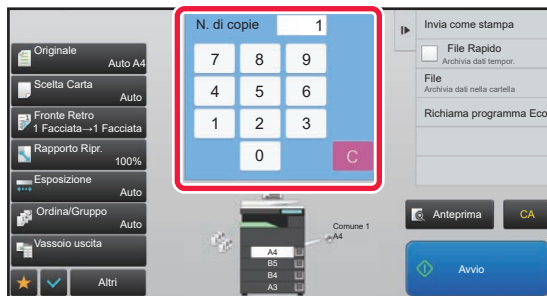 Originale
Auto A4
Scelta Carta
Auto
Fronte Retro
1 Facciata→1 Facciata
Rapporto Ripr.
100%
Esposizione
Auto
Ordina/Gruppo
Auto
Vassoio uscita
Altri
N. di copie 1
7 8 9
4 5 6
1 2 3
0 C
Comune 1
A4
A4
B5
B4
A3
Invia come stampa
File Rapido
Archivia dati tempor.
File
Archivia dati nella cartella
Richiama programma Eco
Anteprima
CA
Avvio